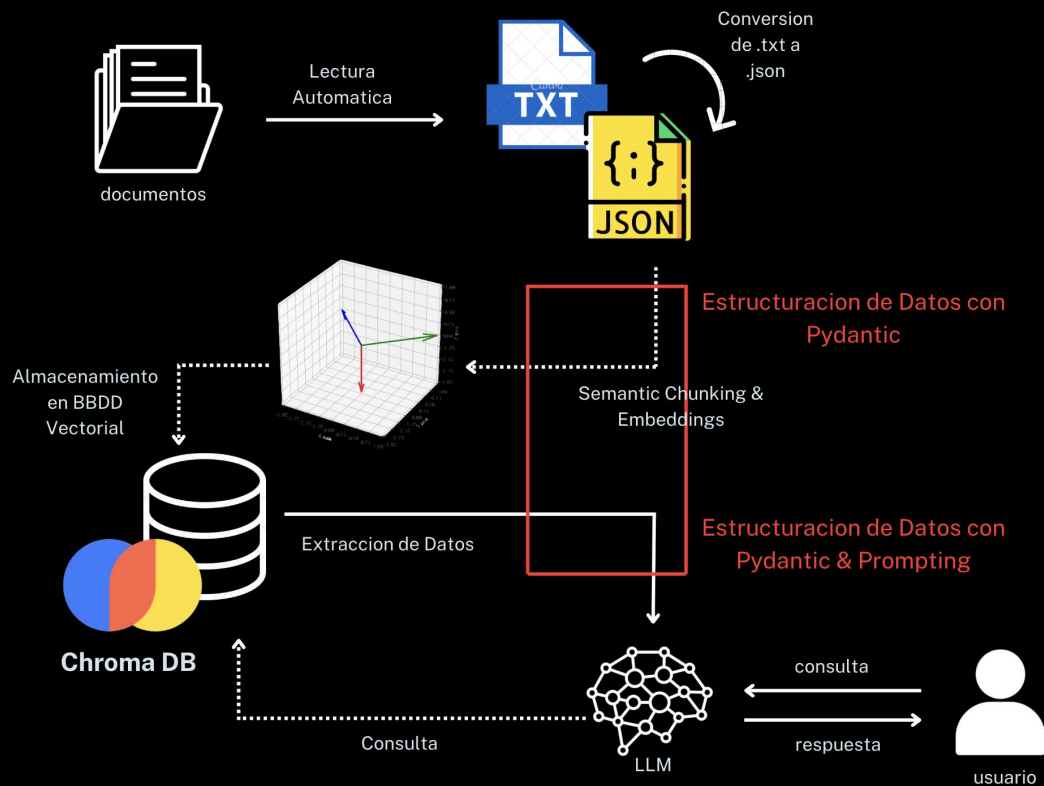 Conversion
de .txt a
.json
Lectura
Automatica
Canva
TXT
{;}
JSON
documentos
Estructuracion de Datos con
Pydantic
Almacenamiento
en BBDD
Vectorial
Semantic Chunking &
Embeddings
Extraccion de Datos
Estructuracion de Datos con
Pydantic & Prompting
Chroma DB
consulta
Consulta
respuesta
LLM
usuario